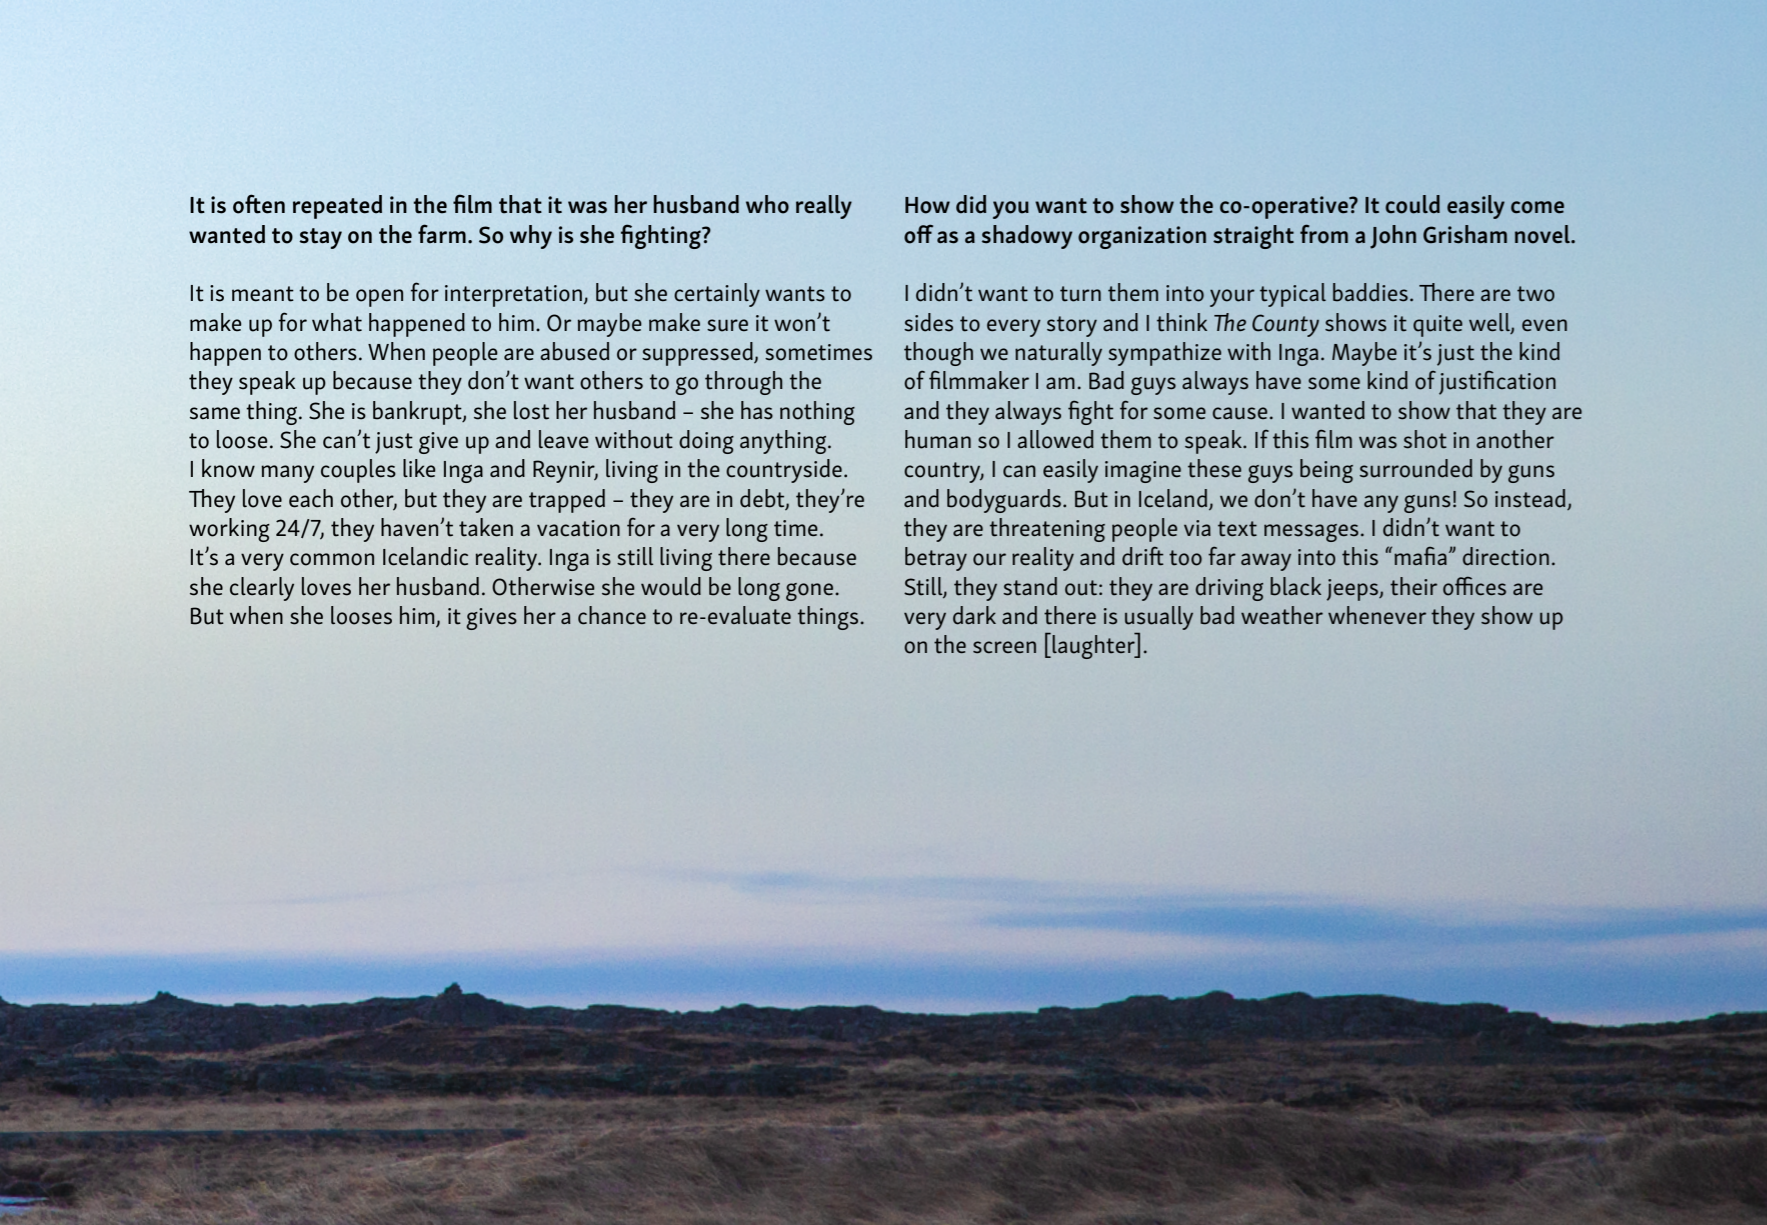 It is often repeated in the film that it was her husband who really
wanted to stay on the farm. So why is she fighting?
It is meant to be open for interpretation, but she certainly wants to
make up for what happened to him. Or maybe make sure it won’t
happen to others. When people are abused or suppressed, sometimes
they speak up because they don’t want others to go through the
same thing. She is bankrupt, she lost her husband – she has nothing
to loose. She can’t just give up and leave without doing anything.
I know many couples like Inga and Reynir, living in the countryside.
They love each other, but they are trapped – they are in debt, they’re
working 24/7, they haven’t taken a vacation for a very long time.
It’s a very common Icelandic reality. Inga is still living there because
she clearly loves her husband. Otherwise she would be long gone.
But when she looses him, it gives her a chance to re-evaluate things.
How did you want to show the co-operative? It could easily come
off as a shadowy organization straight from a John Grisham novel.
I didn’t want to turn them into your typical baddies. There are two
sides to every story and I think The County shows it quite well, even
though we naturally sympathize with Inga. Maybe it’s just the kind
of filmmaker I am. Bad guys always have some kind of justification
and they always fight for some cause. I wanted to show that they are
human so I allowed them to speak. If this film was shot in another
country, I can easily imagine these guys being surrounded by guns
and bodyguards. But in Iceland, we don’t have any guns! So instead,
they are threatening people via text messages. I didn’t want to
betray our reality and drift too far away into this “mafia” direction.
Still, they stand out: they are driving black jeeps, their offices are
very dark and there is usually bad weather whenever they show up
on the screen [laughter].